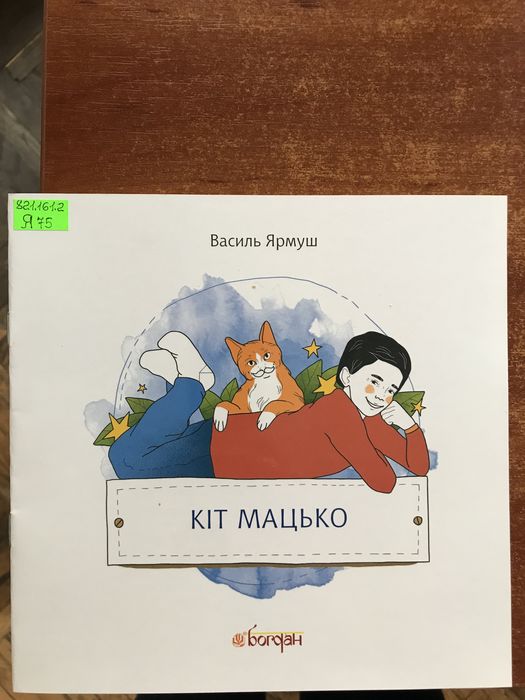 821.161.2
Я 75
Василь Ярмуш
КІТ МАЦЬКО
богдан